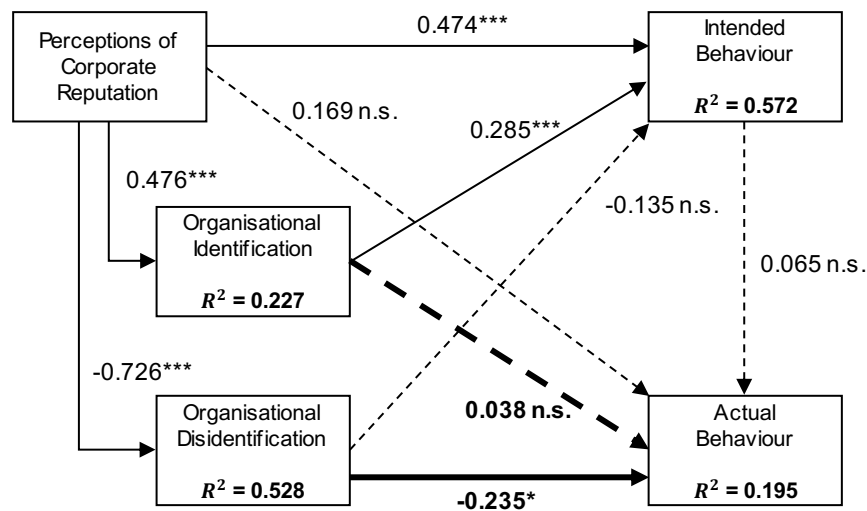 Perceptions of
Corporate
Reputation
0.474***
Intended
Behaviour
R² = 0.572
0.169 n.s.
0.285***
0.476***
-0.135 n.s.
Organisational
Identification
R² = 0.227
0.065 n.s.
-0.726***
Organisational
Disidentification
R² = 0.528
0.038 n.s.
Actual
Behaviour
R² = 0.195
-0.235*